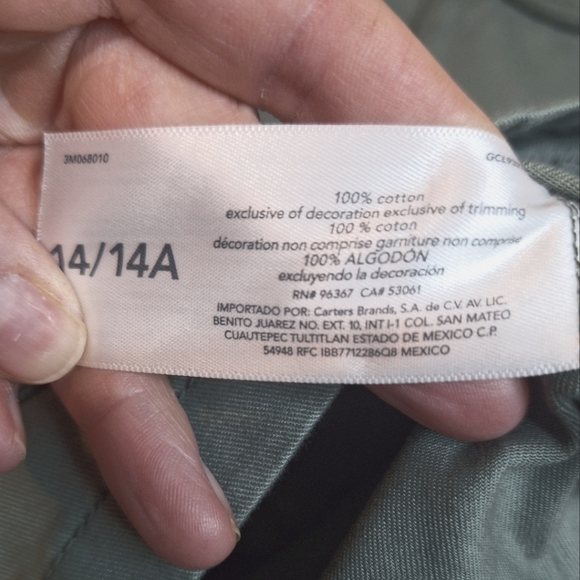 3M068010
14/14A
100% cotton
exclusive of decoration exclusive of trimming
100 % coton
décoration non comprise garniture non comprise
100% ALGODÓN
excluyendo la decoración
RN# 96367 CA# 53061
IMPORTADO POR: Carters Brands, S.A. de C.V. AV. LIC.
BENITO JUAREZ NO. EXT. 10, INT I-1 COL. SAN MATEO
CUAUTEPEC TULTITLAN ESTADO DE MEXICO C.P.
54948 RFC IBB7712286Q8 MEXICO